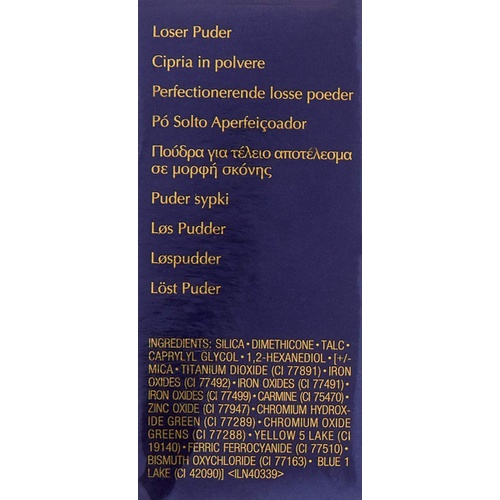 Loser Puder
Cipria in polvere
Perfectionerende losse poeder
Pó Solto Aperfeiçoador
Πούδρα για τέλειο αποτέλεσμα
σε μορφή σκόνης
Puder sypki
Løs Pudder
Løspudder
Löst Puder
INGREDIENTS: SILICA • DIMETHICONE • TALC •
CAPRYLYL GLYCOL • 1,2-HEXANEDIOL • [+/-
MICA • TITANIUM DIOXIDE (CI 77891) • IRON
OXIDES (CI 77492) • IRON OXIDES (CI 77491) •
IRON OXIDES (CI 77499) • CARMINE (CI 75470) •
ZINC OXIDE (CI 77947) • CHROMIUM HYDROX-
IDE GREEN (CI 77289) • CHROMIUM OXIDE
GREENS (CI 77288) • YELLOW 5 LAKE (CI
19140) • FERRIC FERROCYANIDE (CI 77510) •
BISMUTH OXYCHLORIDE (CI 77163) • BLUE 1
LAKE (CI 42090)] <ILN40339>